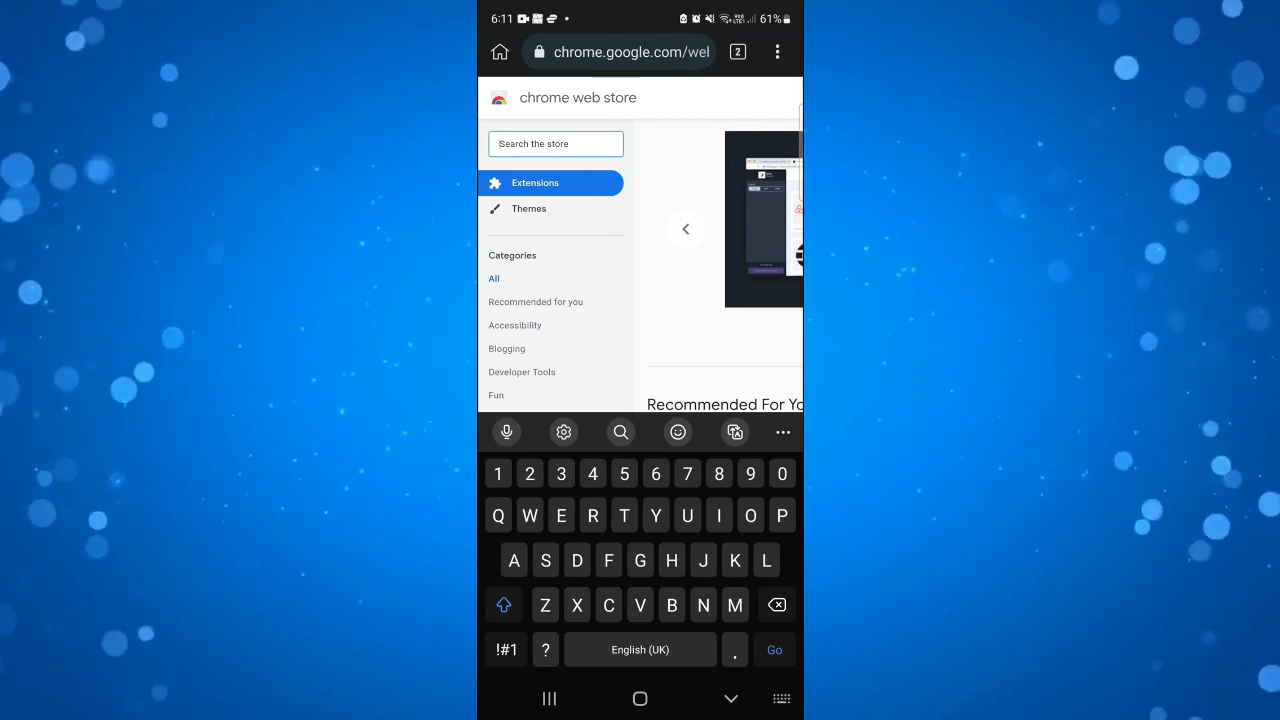 6:11
61%
chrome.google.com/wel
2
chrome web store
Search the store
Extensions
Themes
Categories
All
Recommended for you
Accessibility
Blogging
Developer Tools
Fun
Recommended For Yo
1 2 3 4 5 6 7 8 9 0
Q W E R T Y U I O P
A S D F G H J K L
Z X C V B N M
!#1 ? English (UK) . Go